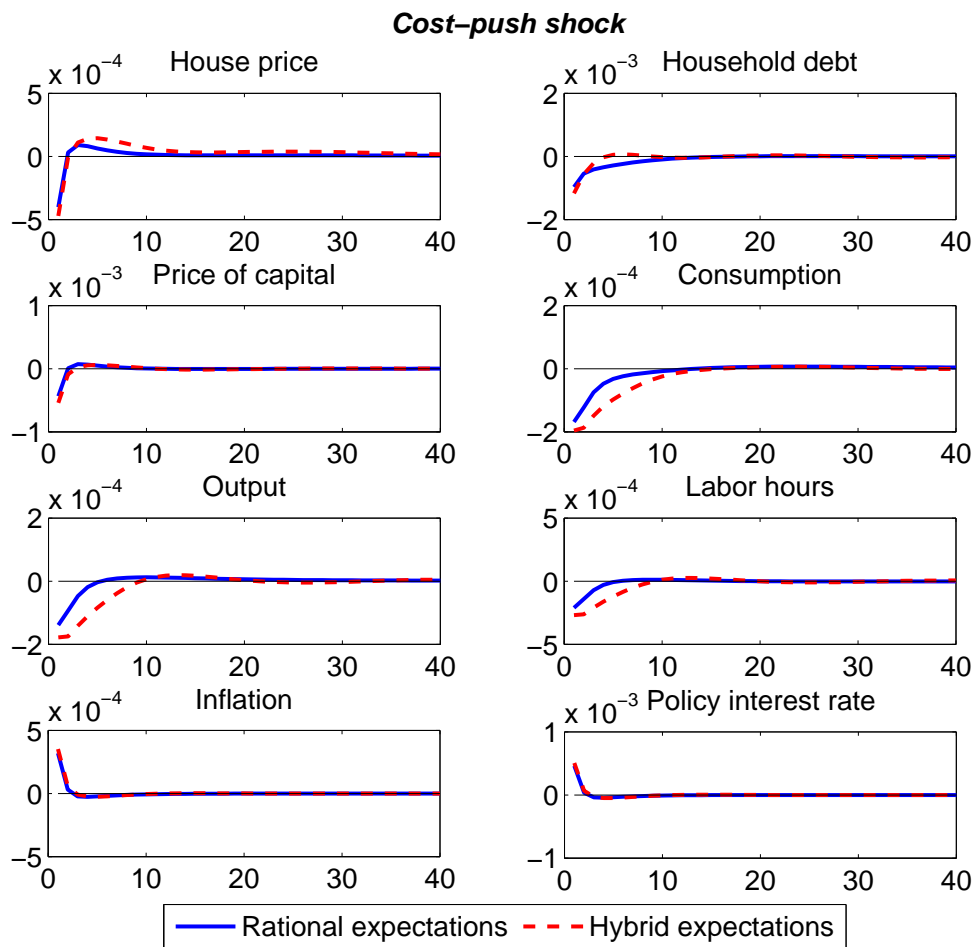 Cost–push shock
House price
x 10−4
5
0
−5
0 10 20 30 40
Household debt
x 10−3
2
0
−2
0 10 20 30 40
Price of capital
x 10−3
1
0
−1
0 10 20 30 40
Consumption
x 10−4
2
0
−2
0 10 20 30 40
Output
x 10−4
2
0
−2
0 10 20 30 40
Labor hours
x 10−4
5
0
−5
0 10 20 30 40
Inflation
x 10−4
5
0
−5
0 10 20 30 40
Policy interest rate
x 10−3
1
0
−1
0 10 20 30 40
Rational expectations Hybrid expectations